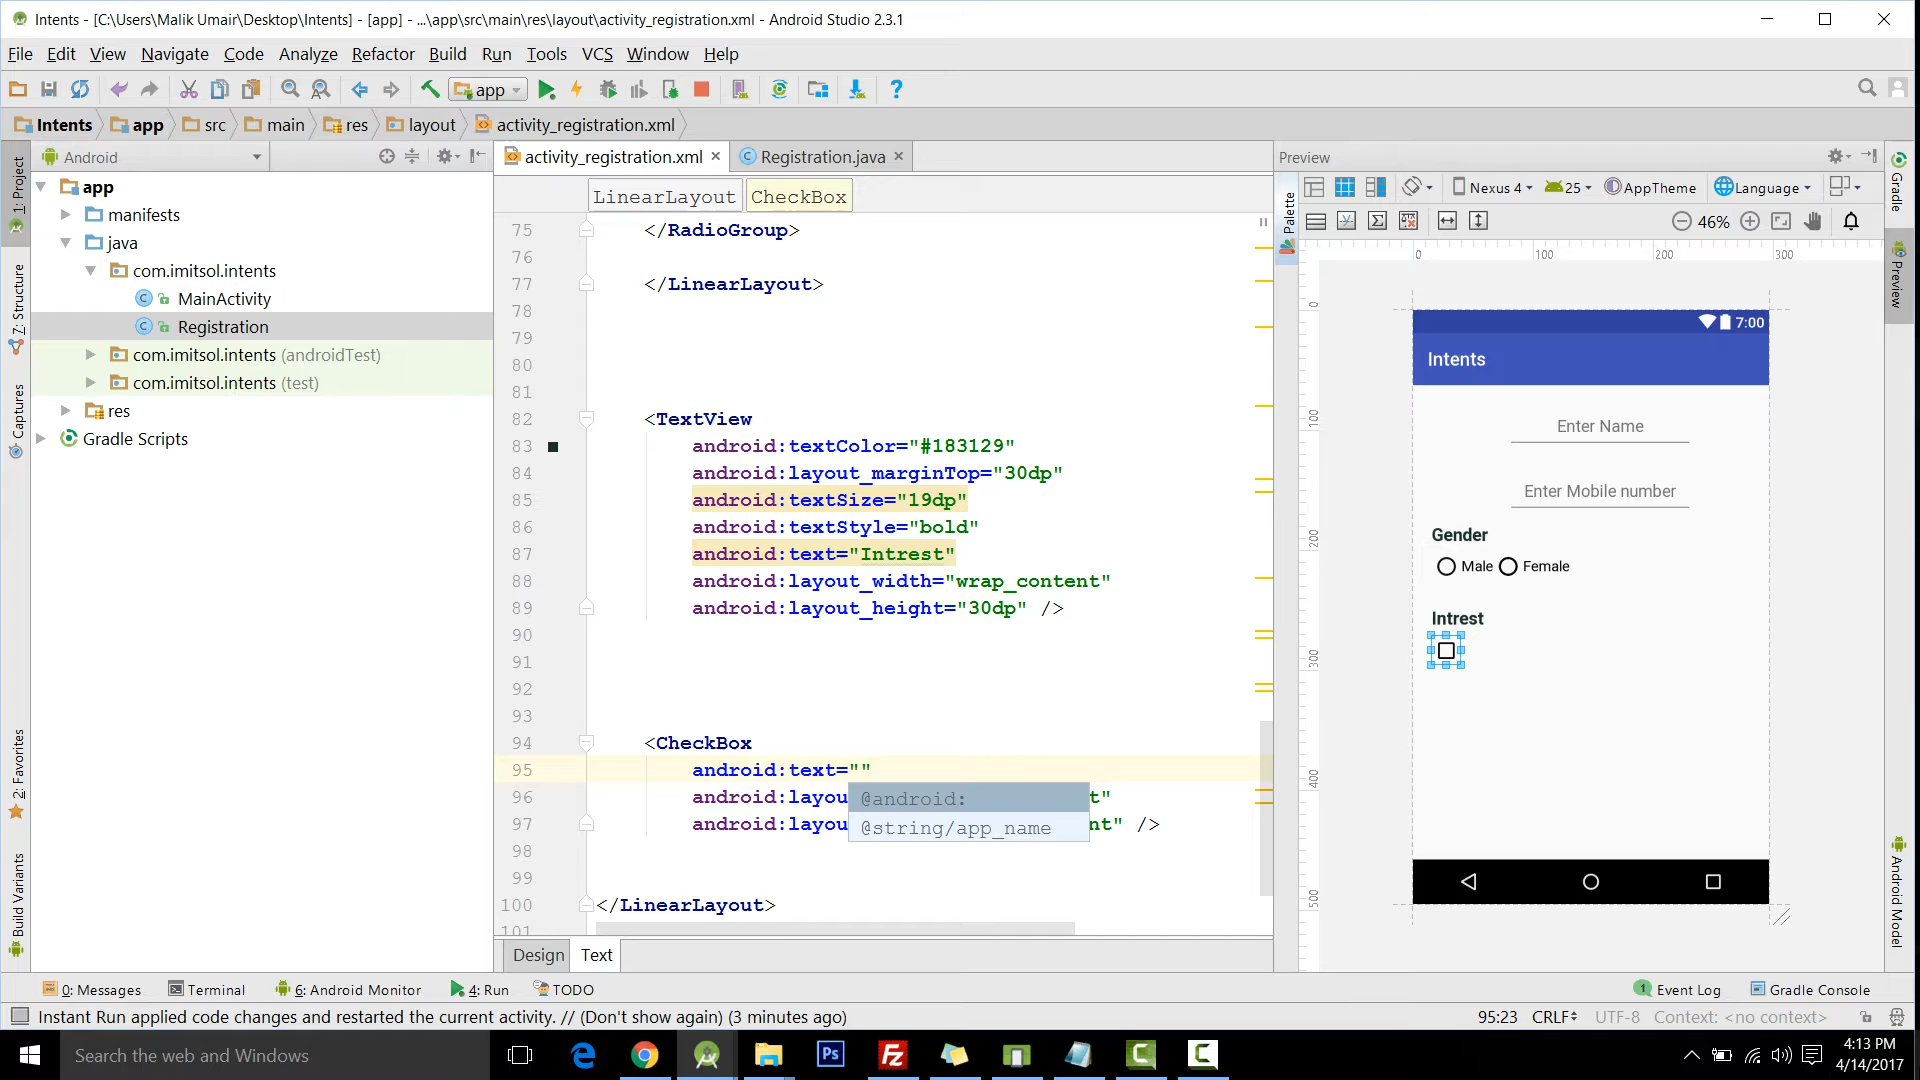 Intents - [C:\Users\Malik Umair\Desktop\Intents] - [app] - ...\app\src\main\res\layout\activity_registration.xml - Android Studio 2.3.1
File Edit View Navigate Code Analyze Refactor Build Run Tools VCS Window Help
app
Intents app src main res layout activity_registration.xml
Android
activity_registration.xml
Registration.java
Preview
1: Project
7: Structure
Captures
2: Favorites
Build Variants
app
manifests
java
com.imitsol.intents
MainActivity
Registration
com.imitsol.intents (androidTest)
com.imitsol.intents (test)
res
Gradle Scripts
LinearLayout CheckBox
75 </RadioGroup>
76
77 </LinearLayout>
78
79
80
81
82 <TextView
83 android:textColor="#183129"
84 android:layout_marginTop="30dp"
85 android:textSize="19dp"
86 android:textStyle="bold"
87 android:text="Intrest"
88 android:layout_width="wrap_content"
89 android:layout_height="30dp" />
90
91
92
93
94 <CheckBox
95 android:text=""
96 android:layou t"
97 android:layou nt" />
@android:
@string/app_name
98
99
100 </LinearLayout>
101
Design Text
Palette
Nexus 4 25 AppTheme Language
46%
0 100 200 300
0
100
200
300
400
500
7:00
Intents
Enter Name
Enter Mobile number
Gender
Male Female
Intrest
Gradle
Preview
Android Model
0: Messages Terminal 6: Android Monitor 4: Run TODO
1 Event Log Gradle Console
Instant Run applied code changes and restarted the current activity. // (Don't show again) (3 minutes ago)
95:23 CRLF UTF-8 Context: <no context>
Search the web and Windows
Ps
Fz
4:13 PM
4/14/2017